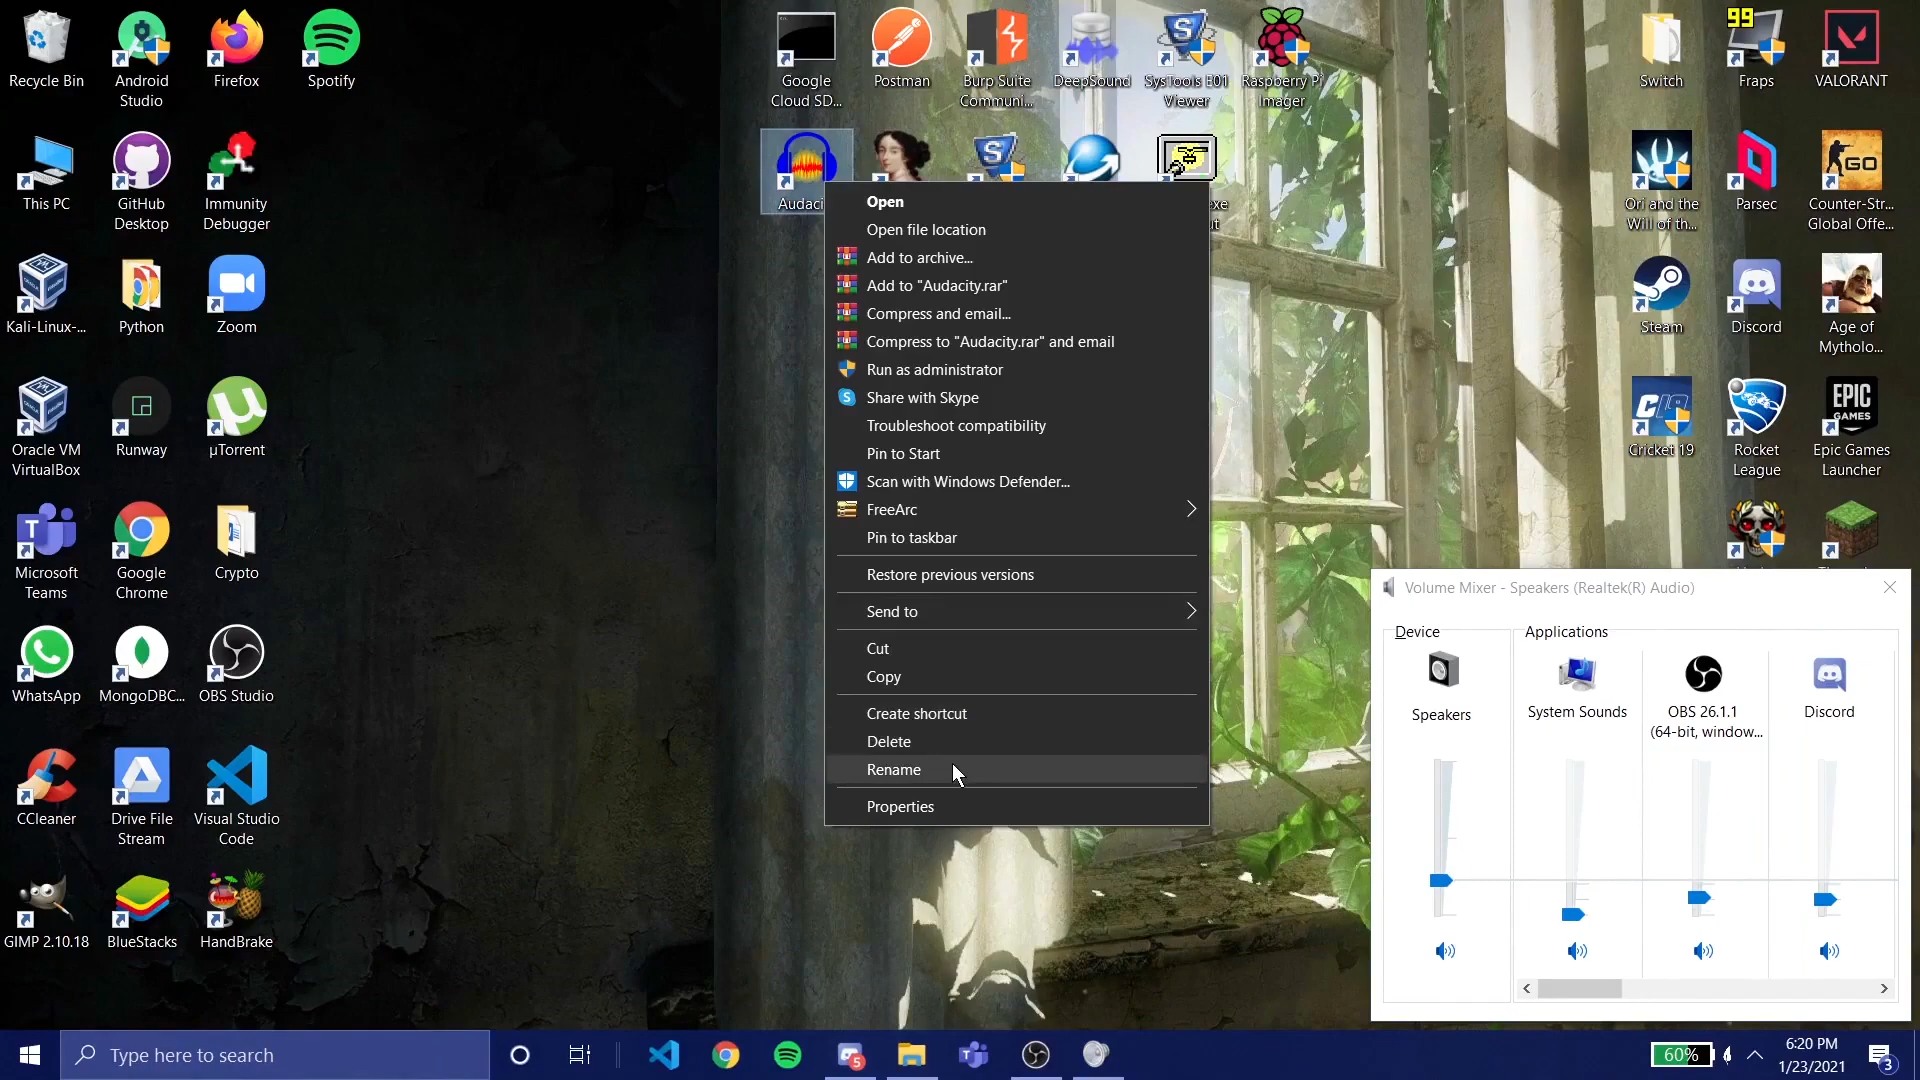 Recycle Bin
Android
Studio
Firefox
Spotify
This PC
GitHub
Desktop
Immunity
Debugger
Kali-Linux-...
Python
Zoom
Oracle VM
VirtualBox
Runway
µTorrent
Microsoft
Teams
Google
Chrome
Crypto
WhatsApp
MongoDBC...
OBS Studio
CCleaner
Drive File
Stream
Visual Studio
Code
GIMP 2.10.18
BlueStacks
HandBrake
Google
Cloud SD...
Postman
Burp Suite
Communi...
DeepSound
SysTools E01
Viewer
Raspberry Pi
Imager
Audaci
Open
Open file location
Add to archive...
Add to "Audacity.rar"
Compress and email...
Compress to "Audacity.rar" and email
Run as administrator
Share with Skype
Troubleshoot compatibility
Pin to Start
Scan with Windows Defender...
FreeArc
Pin to taskbar
Restore previous versions
Send to
Cut
Copy
Create shortcut
Delete
Rename
Properties
99
Switch
Fraps
VALORANT
Ori and the
Will of th...
Parsec
GO
Counter-Str...
Global Offe...
Steam
Discord
Age of
Mytholo...
C19
Cricket 19
Rocket
League
EPIC
GAMES
Epic Games
Launcher
Volume Mixer - Speakers (Realtek(R) Audio)
Device
Applications
Speakers
System Sounds
OBS 26.1.1
(64-bit, window...
Discord
Type here to search
5
60%
6:20 PM
1/23/2021
3